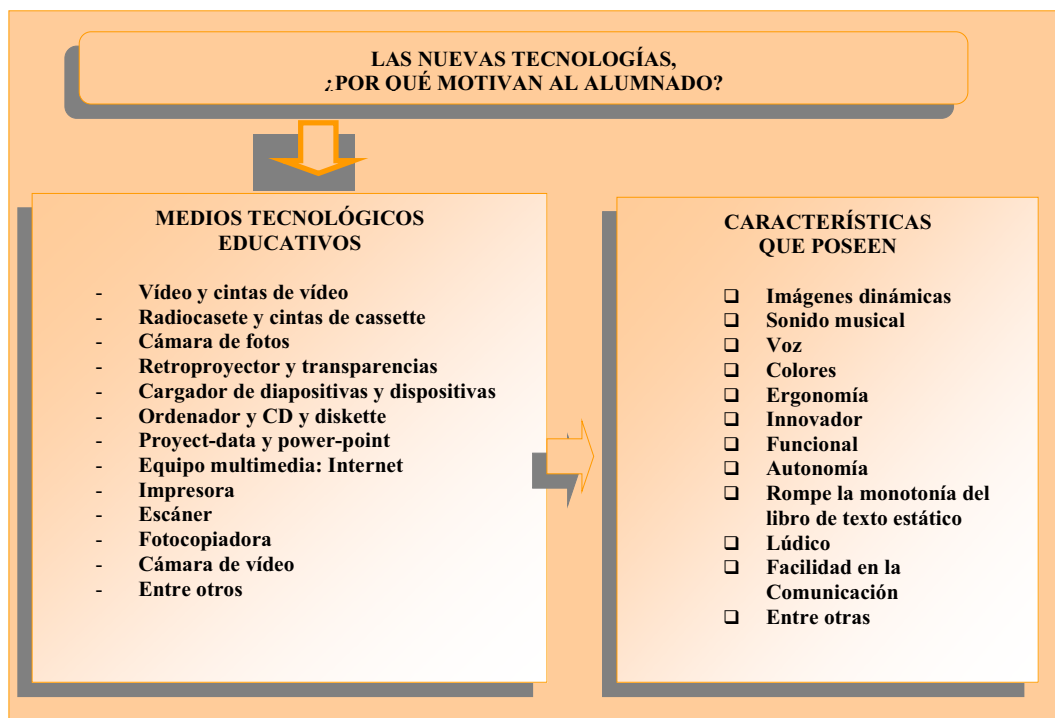 LAS NUEVAS TECNOLOGÍAS,
¿POR QUÉ MOTIVAN AL ALUMNADO?
MEDIOS TECNOLÓGICOS
EDUCATIVOS
- Vídeo y cintas de vídeo
- Radiocasete y cintas de cassette
- Cámara de fotos
- Retroproyector y transparencias
- Cargador de diapositivas y dispositivas
- Ordenador y CD y diskette
- Proyect-data y power-point
- Equipo multimedia: Internet
- Impresora
- Escáner
- Fotocopiadora
- Cámara de vídeo
- Entre otros
CARACTERÍSTICAS
QUE POSEEN
❑ Imágenes dinámicas
❑ Sonido musical
❑ Voz
❑ Colores
❑ Ergonomía
❑ Innovador
❑ Funcional
❑ Autonomía
❑ Rompe la monotonía del
libro de texto estático
❑ Lúdico
❑ Facilidad en la
Comunicación
❑ Entre otras